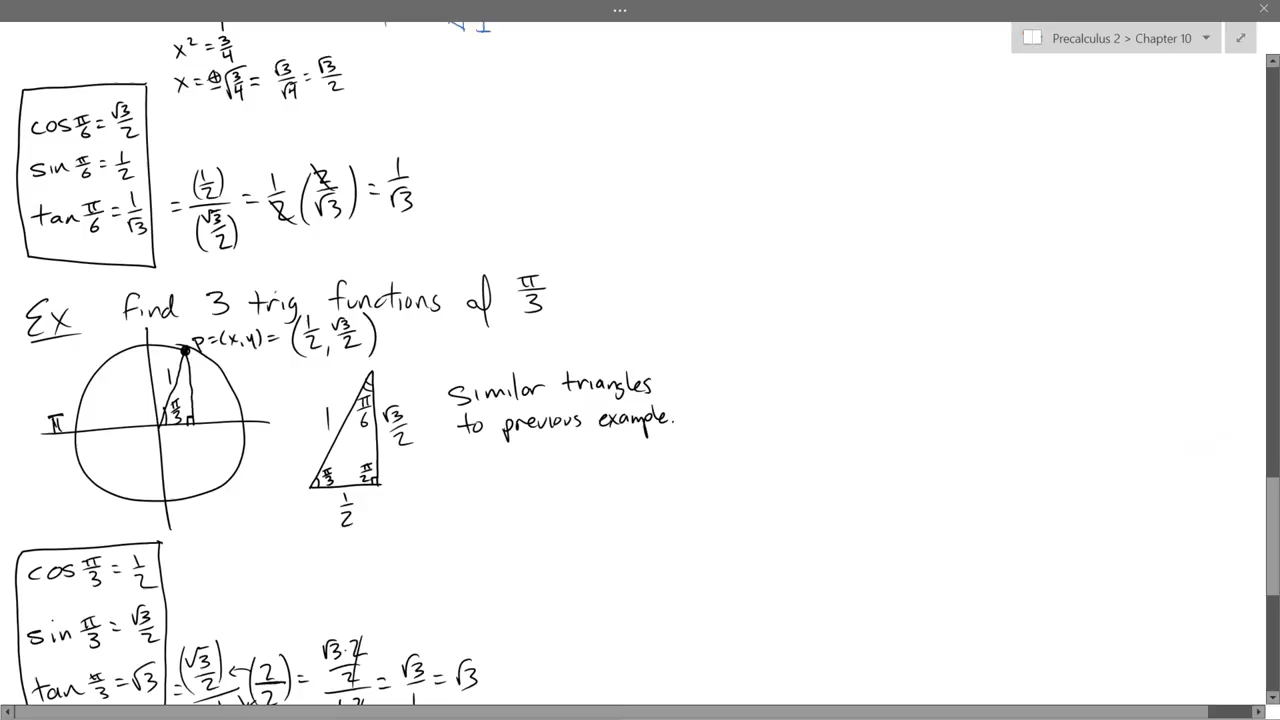 Precalculus 2 > Chapter 10
x² = 3/4
x = ±√(3/4) = √3/√4 = √3/2
cos π/6 = √3/2
sin π/6 = 1/2
tan π/6 = 1/√3 = (1/2)/(√3/2) = 1/2 (2/√3) = 1/√3
Ex Find 3 trig functions of π/3
P=(x,y)= (1/2, √3/2)
1
π/3
π
1
π/6
√3/2
π/3
π/2
1/2
Similar triangles
to previous example.
cos π/3 = 1/2
sin π/3 = √3/2
tan π/3 = √3 = (√3/2) (2/2) = √3·2/2 = √3/1 = √3